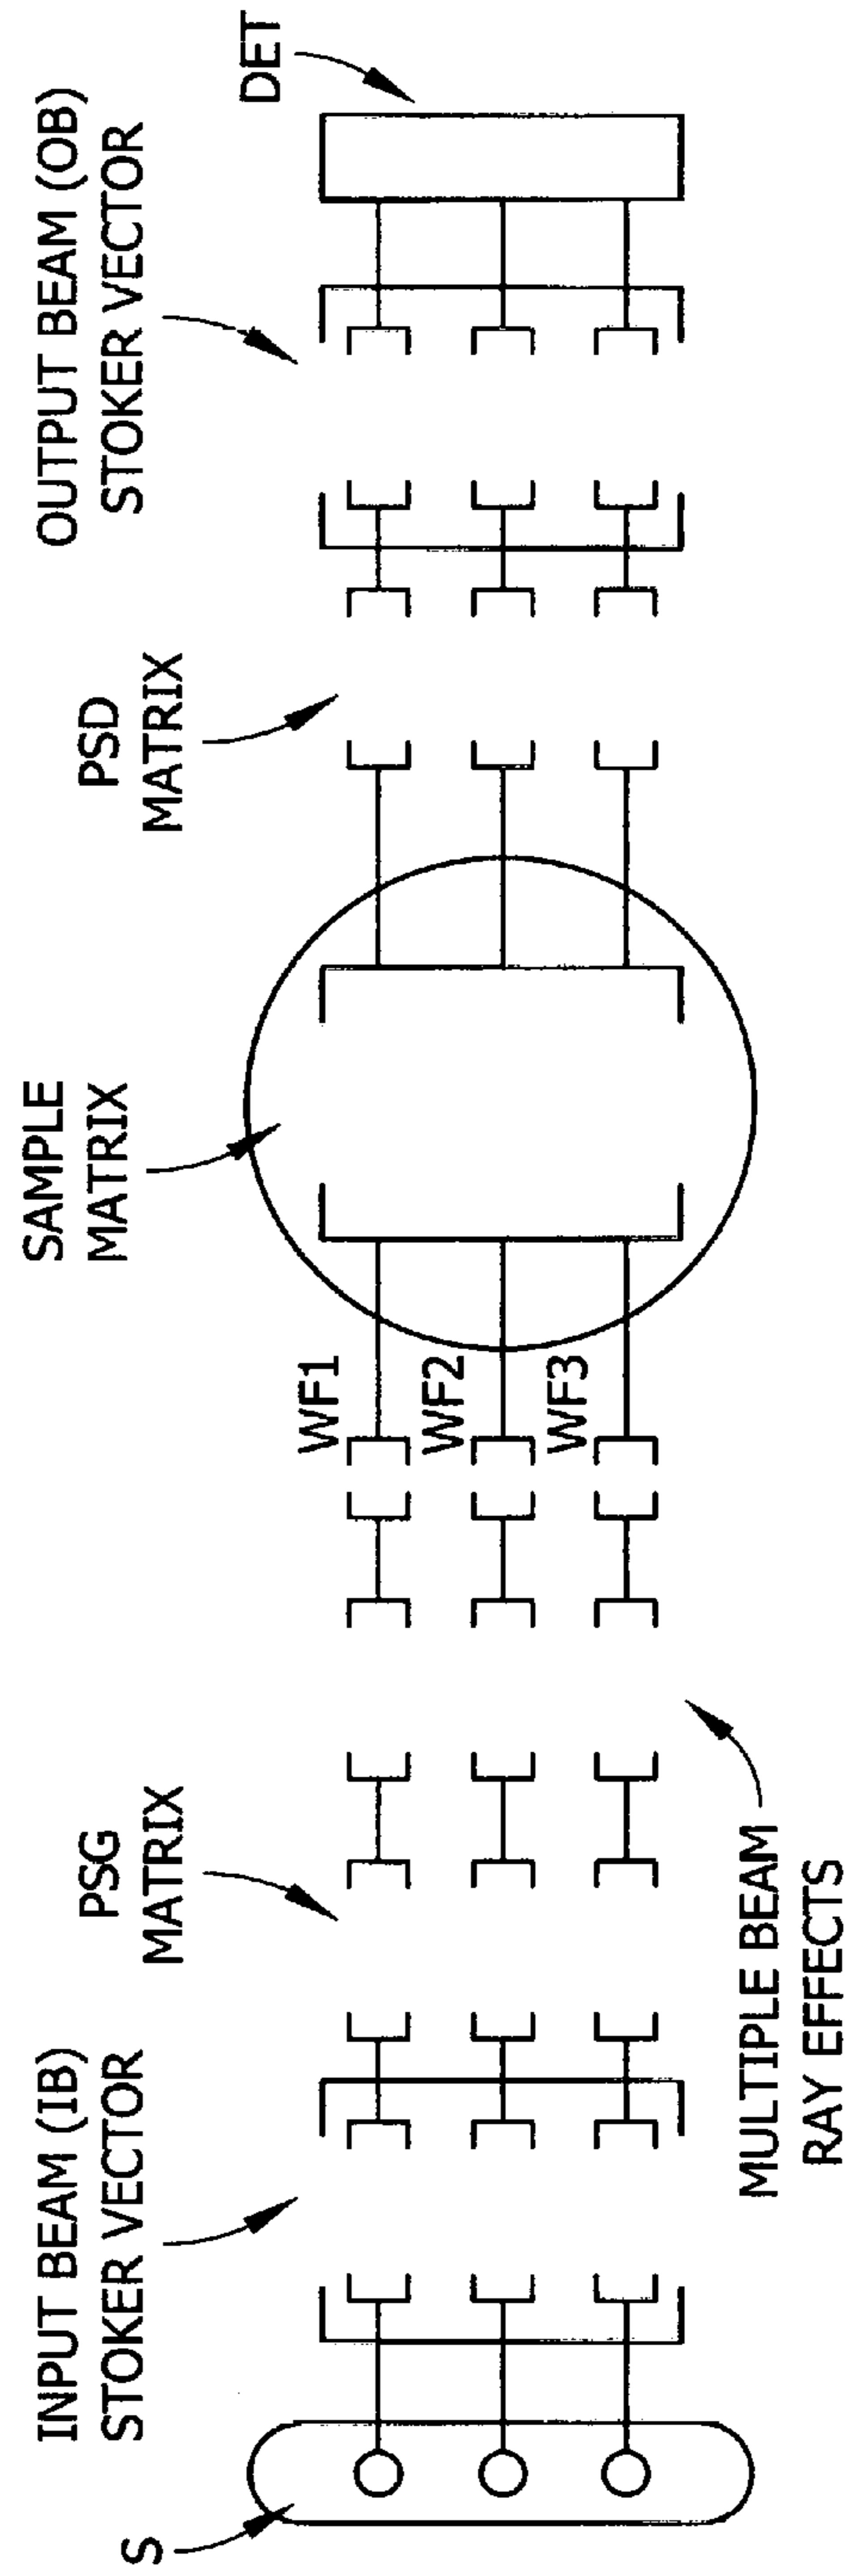 S
INPUT BEAM (IB)
STOKER VECTOR
PSG
MATRIX
MULTIPLE BEAM
RAY EFFECTS
WF1
WF2
WF3
SAMPLE
MATRIX
PSD
MATRIX
OUTPUT BEAM (OB)
STOKER VECTOR
DET